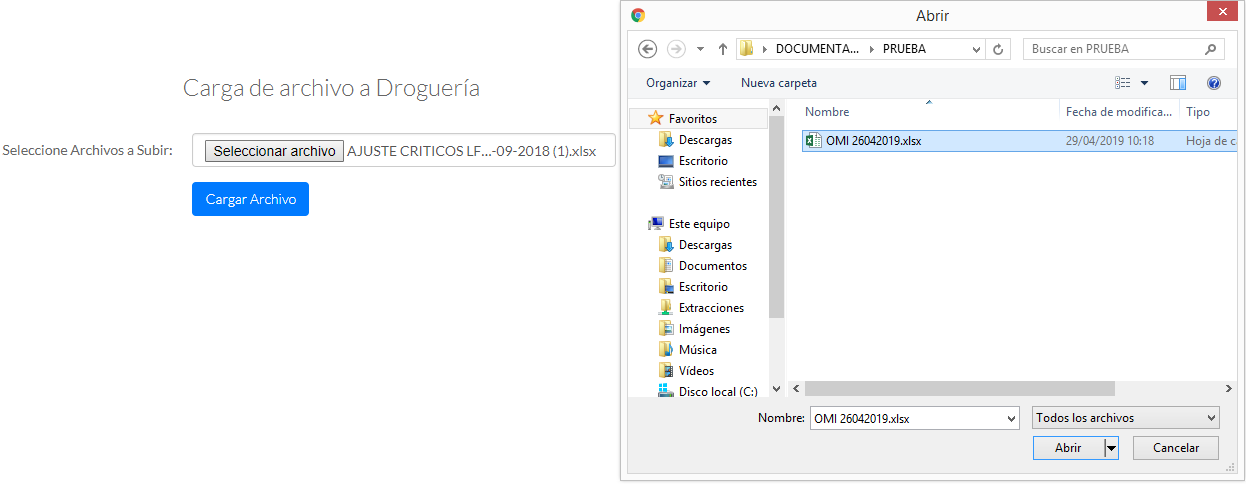 Carga de archivo a Droguería
Seleccione Archivos a Subir:
Seleccionar archivo AJUSTE CRITICOS LF...-09-2018 (1).xlsx
Cargar Archivo
Abrir
DOCUMENTA... PRUEBA
Buscar en PRUEBA
Organizar
Nueva carpeta
Favoritos
Descargas
Escritorio
Sitios recientes
Este equipo
Descargas
Documentos
Escritorio
Extracciones
Imágenes
Música
Vídeos
Disco local (C:)
Nombre Fecha de modifica... Tipo
OMI 26042019.xlsx 29/04/2019 10:18 Hoja de c
Nombre: OMI 26042019.xlsx Todos los archivos
Abrir Cancelar